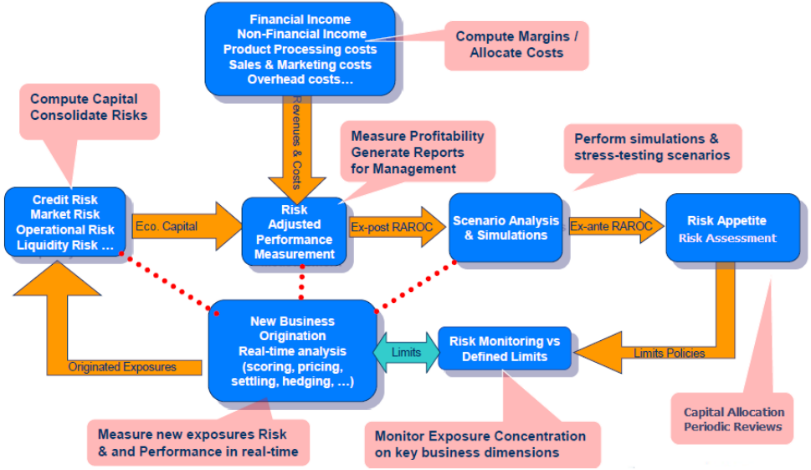 Financial Income
Non-Financial Income
Product Processing costs
Sales & Marketing costs
Overhead costs...
Compute Margins /
Allocate Costs
Compute Capital
Consolidate Risks
Revenues & Costs
Measure Profitability
Generate Reports
for Management
Perform simulations &
stress-testing scenarios
Credit Risk
Market Risk
Operational Risk
Liquidity Risk ...
Eco. Capital
Risk
Adjusted
Performance
Measurement
Ex-post RAROC
Scenario Analysis
& Simulations
Ex-ante RAROC
Risk Appetite
Risk Assessment
New Business
Origination
Real-time analysis
(scoring, pricing,
settling, hedging, ...)
Limits
Risk Monitoring vs
Defined Limits
Limits Policies
Originated Exposures
Measure new exposures Risk
& and Performance in real-time
Monitor Exposure Concentration
on key business dimensions
Capital Allocation
Periodic Reviews